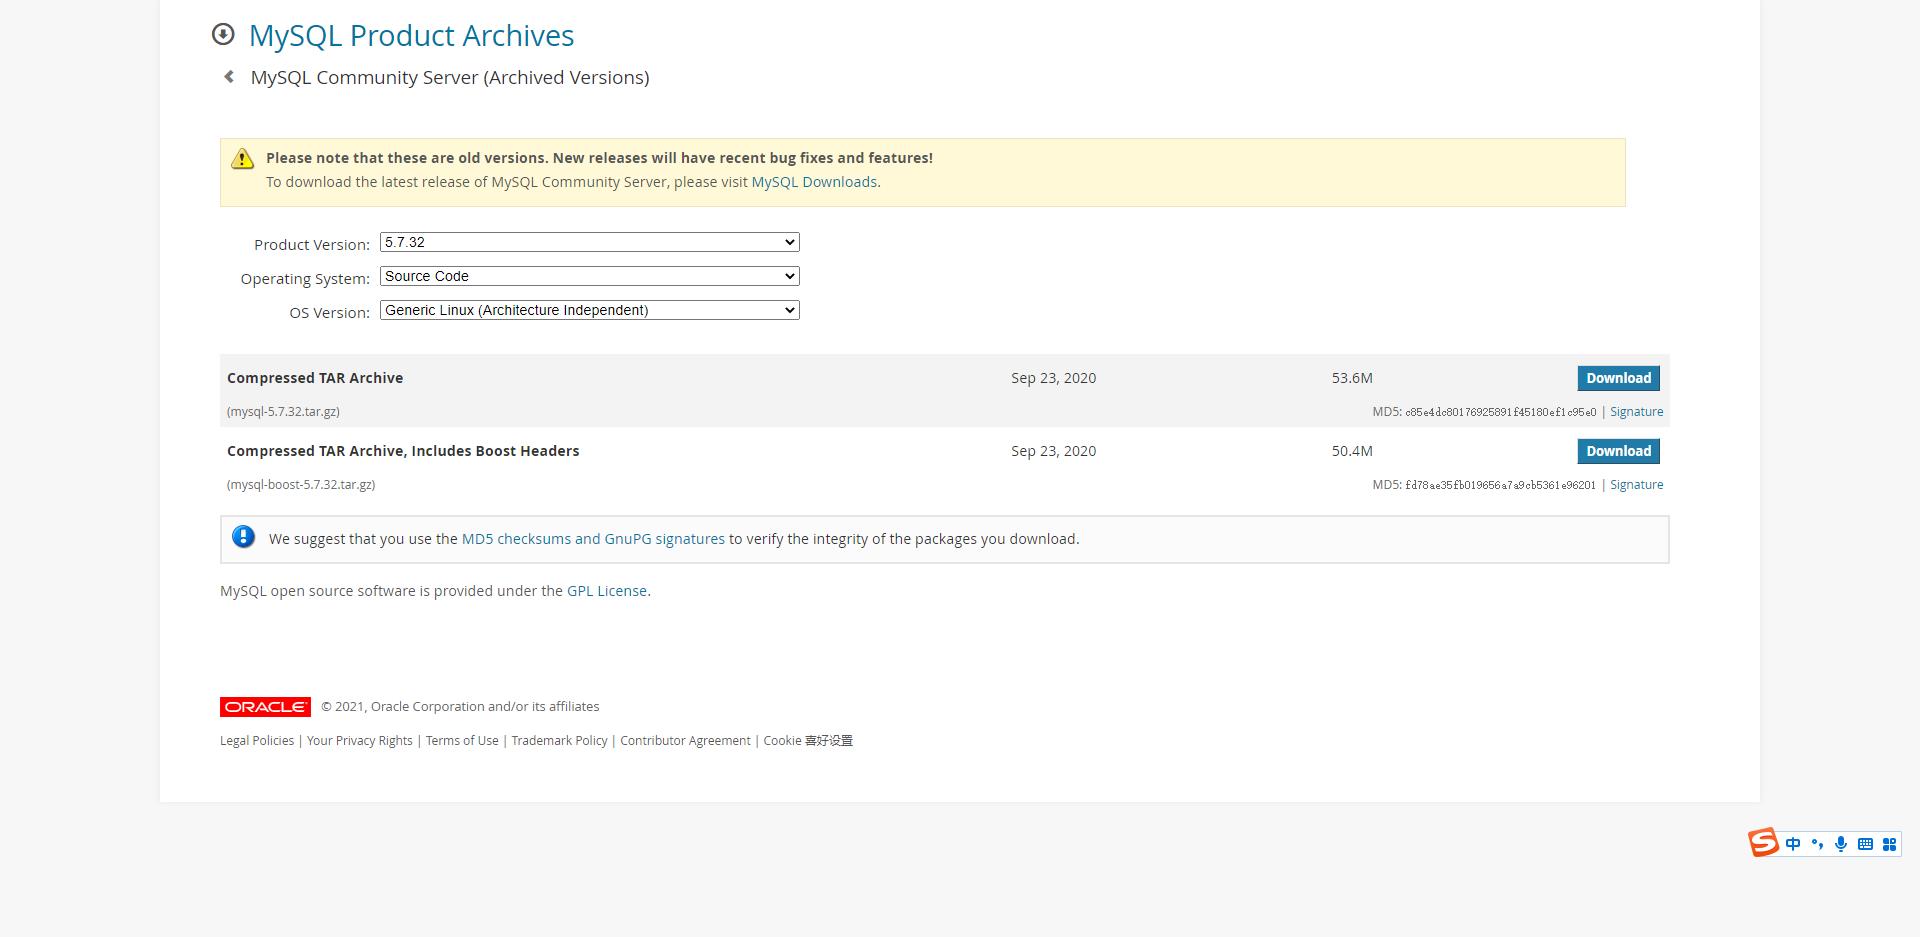 MySQL Product Archives
MySQL Community Server (Archived Versions)
Please note that these are old versions. New releases will have recent bug fixes and features!
To download the latest release of MySQL Community Server, please visit MySQL Downloads.
Product Version: 5.7.32
Operating System: Source Code
OS Version: Generic Linux (Architecture Independent)
Compressed TAR Archive Sep 23, 2020 53.6M Download
(mysql-5.7.32.tar.gz) MD5: c85e4dc80176925891f45180ef1c95e0 | Signature
Compressed TAR Archive, Includes Boost Headers Sep 23, 2020 50.4M Download
(mysql-boost-5.7.32.tar.gz) MD5: fd78ae35fb019656a7a9cb5361e96201 | Signature
We suggest that you use the MD5 checksums and GnuPG signatures to verify the integrity of the packages you download.
MySQL open source software is provided under the GPL License.
ORACLE © 2021, Oracle Corporation and/or its affiliates
Legal Policies | Your Privacy Rights | Terms of Use | Trademark Policy | Contributor Agreement | Cookie 喜好设置
S 中